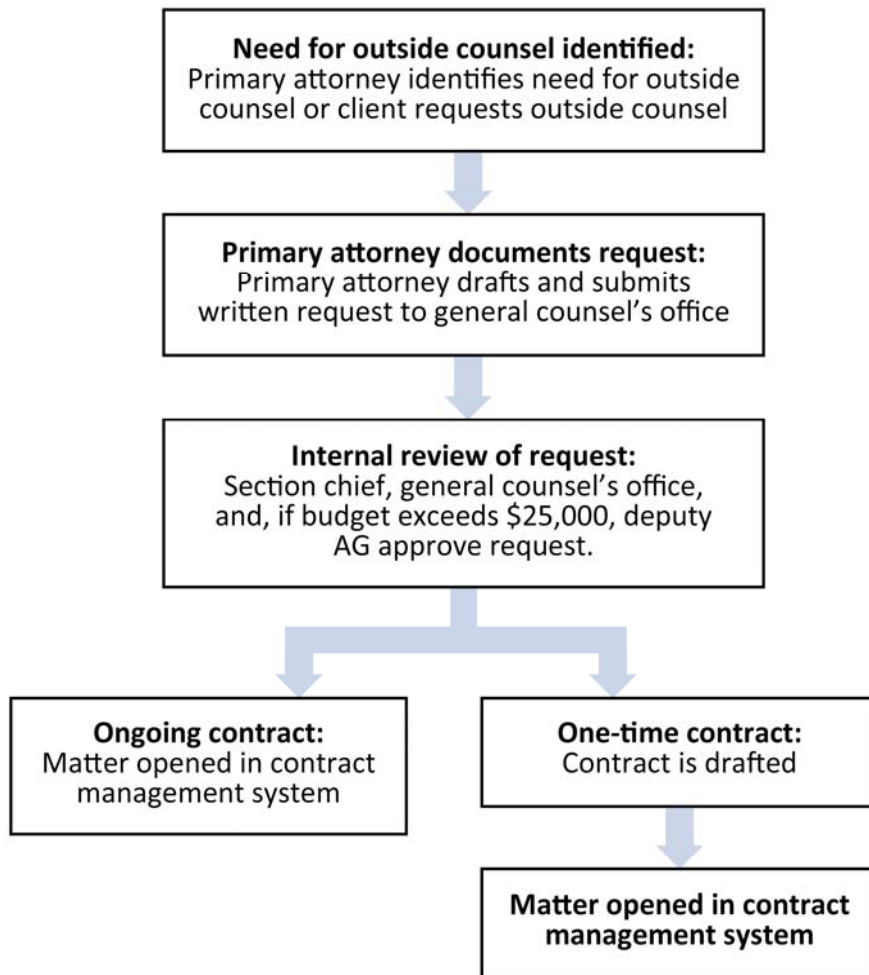 Need for outside counsel identified:
Primary attorney identifies need for outside
counsel or client requests outside counsel
Primary attorney documents request:
Primary attorney drafts and submits
written request to general counsel’s office
Internal review of request:
Section chief, general counsel’s office,
and, if budget exceeds $25,000, deputy
AG approve request.
Ongoing contract:
Matter opened in contract
management system
One-time contract:
Contract is drafted
Matter opened in contract
management system